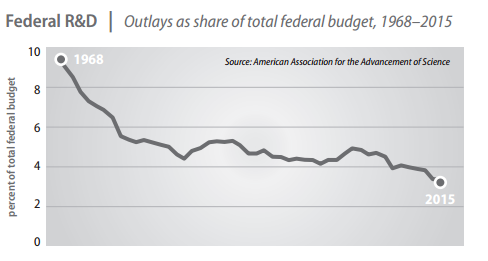 Federal R&D | Outlays as share of total federal budget, 1968–2015
10
1968
Source: American Association for the Advancement of Science
8
6
4
2
0
percent of total federal budget
2015